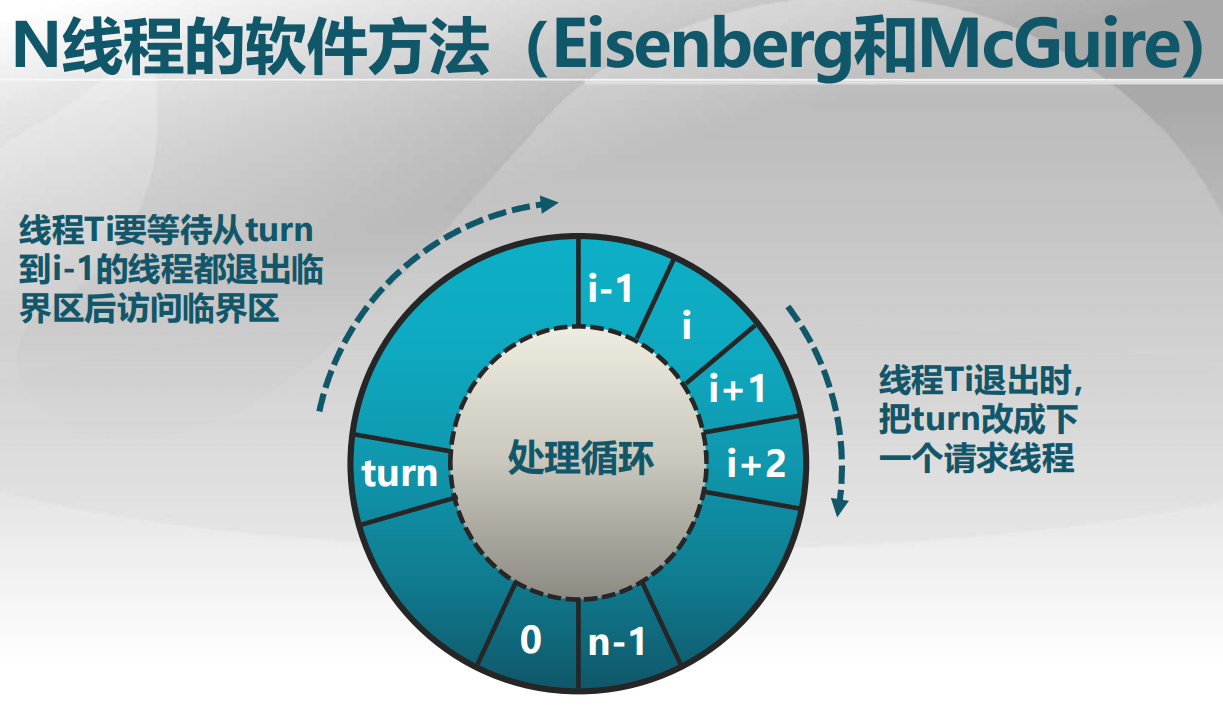 N线程的软件方法（Eisenberg和McGuire）
线程Ti要等待从turn
到i-1的线程都退出临
界区后访问临界区
i-1
i
i+1
i+2
turn
处理循环
0
n-1
线程Ti退出时,
把turn改成下
一个请求线程